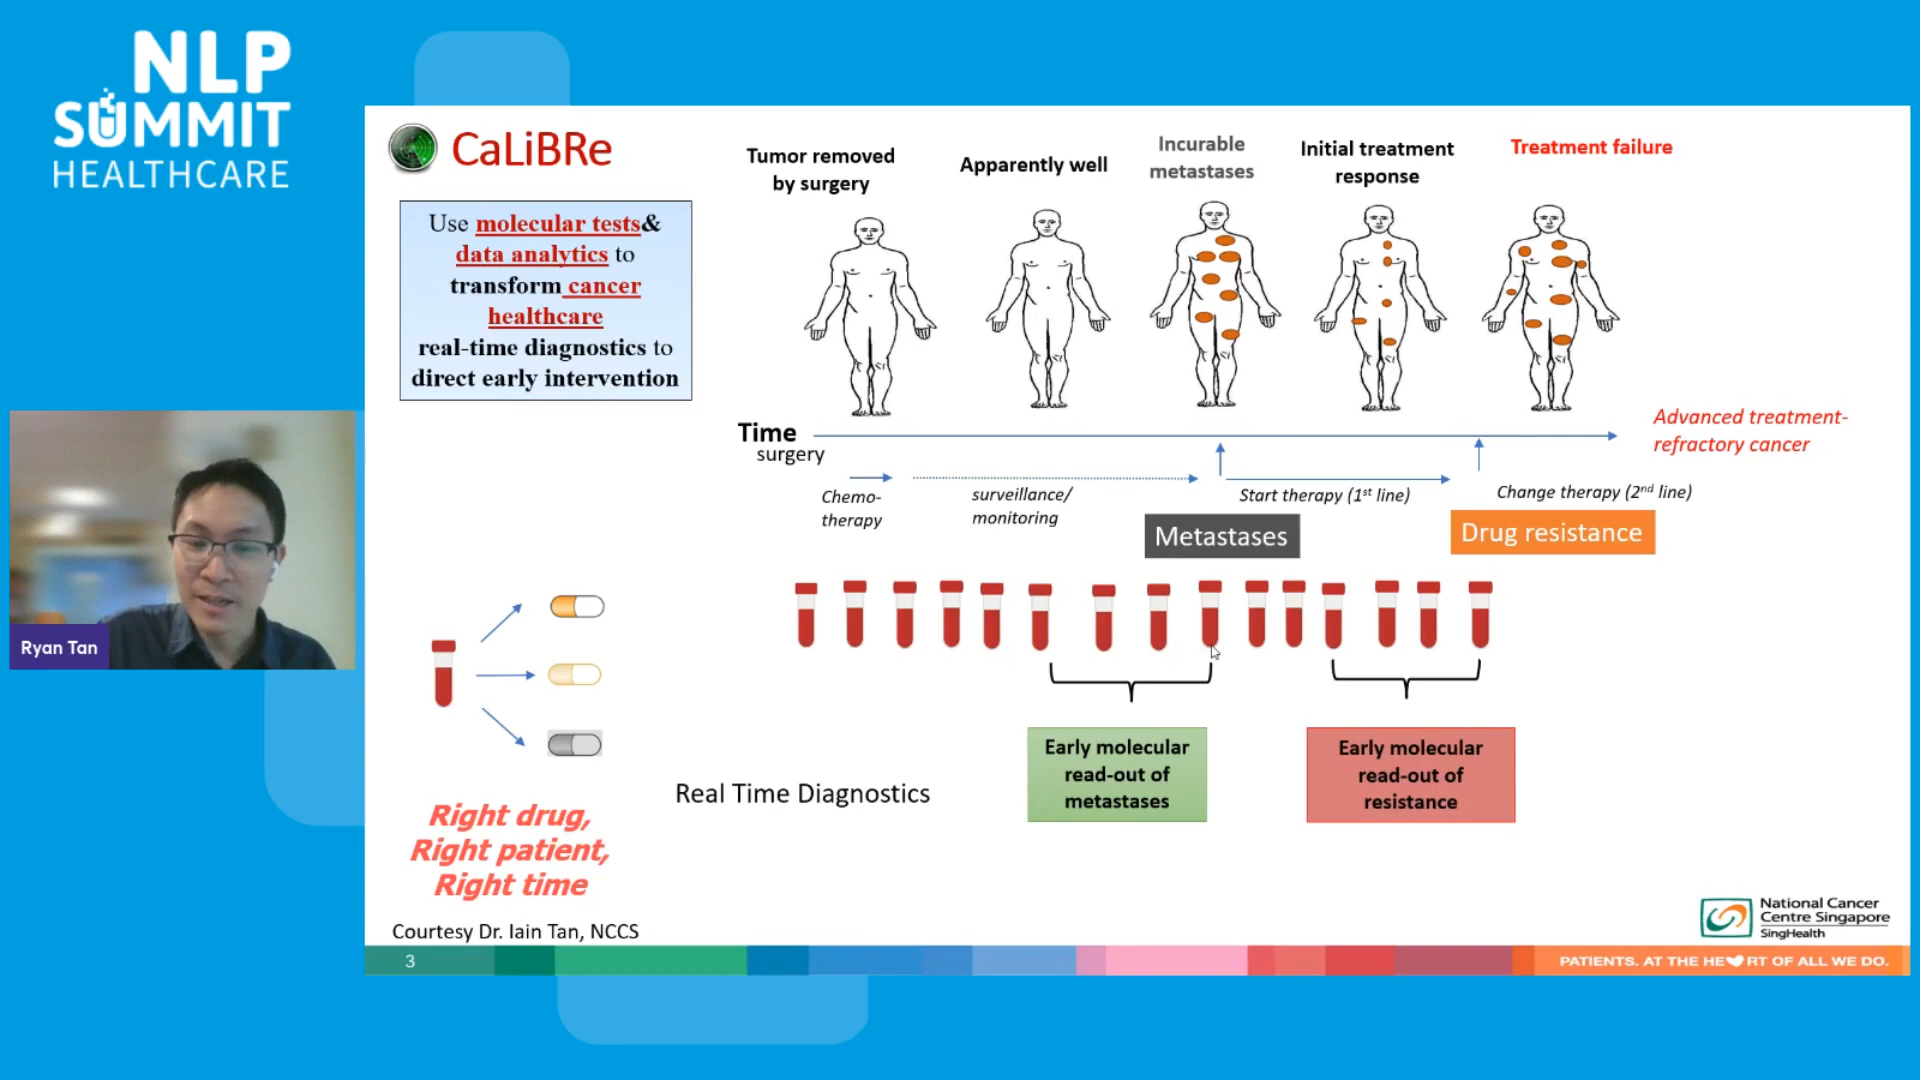 NLP
SUMMIT
HEALTHCARE
CaLiBRe
Use molecular tests&
data analytics to
transform cancer
healthcare
real-time diagnostics to
direct early intervention
Tumor removed
by surgery
Apparently well
Incurable
metastases
Initial treatment
response
Treatment failure
Time
surgery
Advanced treatment-
refractory cancer
Chemo-
therapy
surveillance/
monitoring
Start therapy (1st line)
Change therapy (2nd line)
Metastases
Drug resistance
Ryan Tan
Early molecular
read-out of
metastases
Early molecular
read-out of
resistance
Real Time Diagnostics
Right drug,
Right patient,
Right time
Courtesy Dr. Iain Tan, NCCS
National Cancer
Centre Singapore
SingHealth
3
PATIENTS. AT THE HE❤RT OF ALL WE DO.